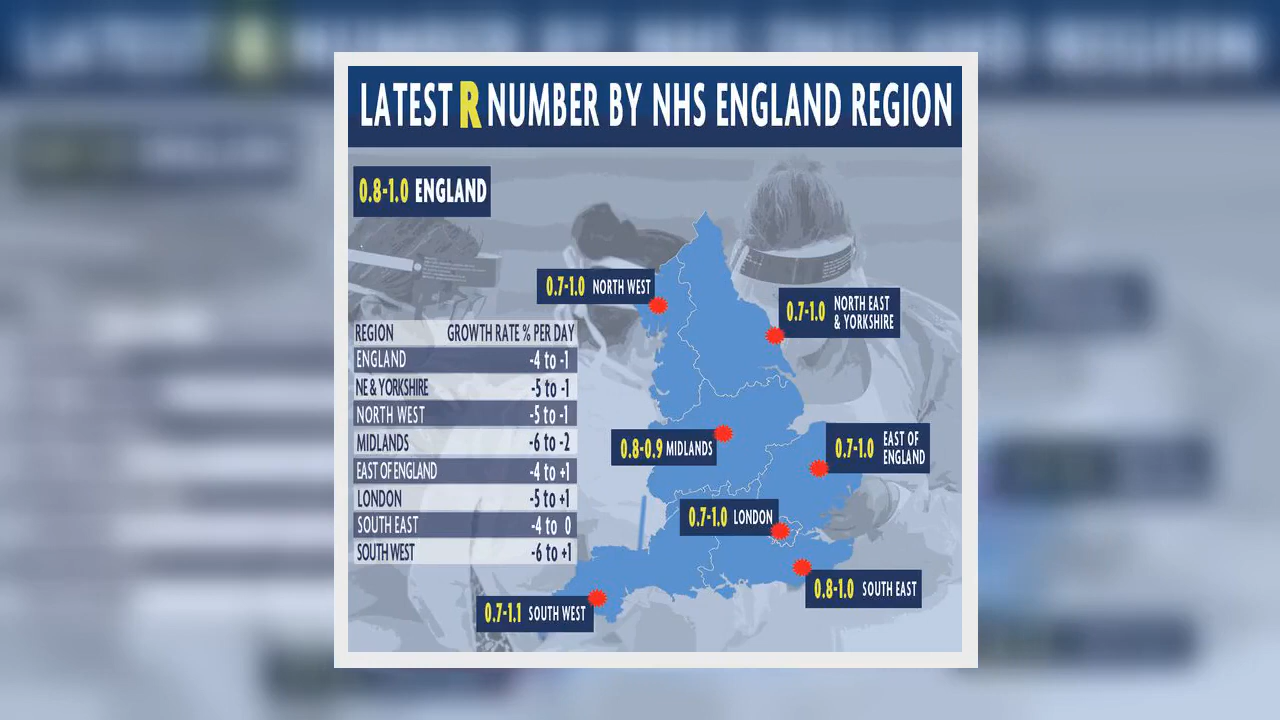 LATEST R NUMBER BY NHS ENGLAND REGION
0.8-1.0 ENGLAND
0.7-1.0 NORTH WEST
0.7-1.0 NORTH EAST
& YORKSHIRE
REGION GROWTH RATE % PER DAY
ENGLAND -4 to -1
NE & YORKSHIRE -5 to -1
NORTH WEST -5 to -1
MIDLANDS -6 to -2
EAST OF ENGLAND -4 to +1
LONDON -5 to +1
SOUTH EAST -4 to 0
SOUTH WEST -6 to +1
0.8-0.9 MIDLANDS
0.7-1.0 EAST OF
ENGLAND
0.7-1.0 LONDON
0.8-1.0 SOUTH EAST
0.7-1.1 SOUTH WEST